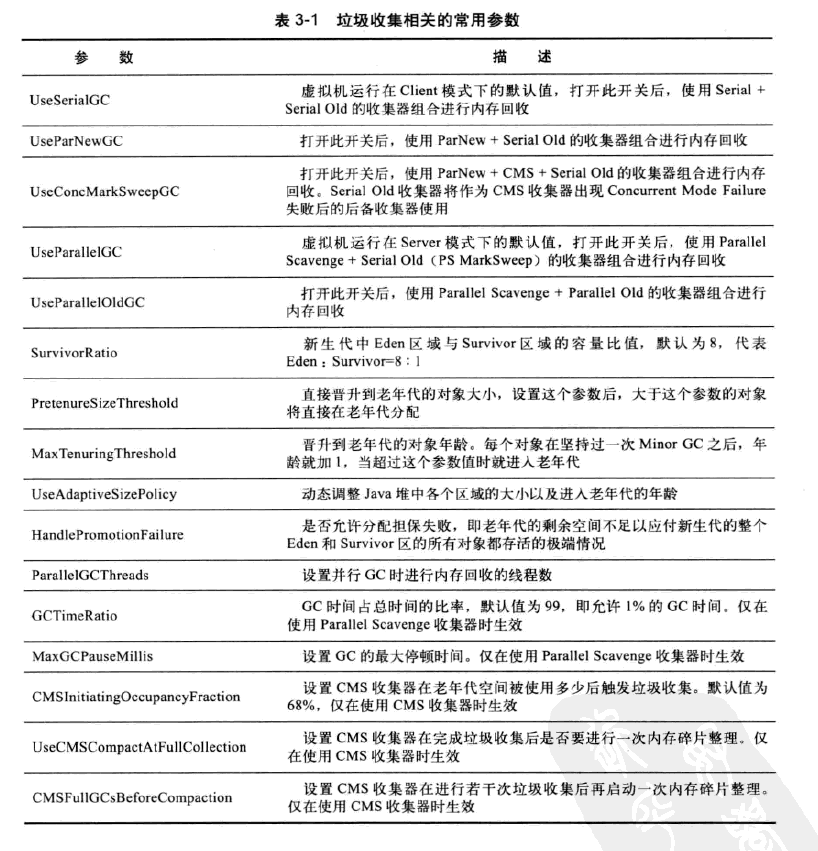 表 3-1 垃圾收集相关的常用参数
参 数 描 述
UseSerialGC
虚拟机运行在 Client 模式下的默认值，打开此开关后，使用 Serial +
Serial Old 的收集器组合进行内存回收
UseParNewGC
打开此开关后，使用 ParNew + Serial Old 的收集器组合进行内存回收
UseConcMarkSweepGC
打开此开关后，使用 ParNew + CMS + Serial Old 的收集器组合进行内存
回收。Serial Old 收集器将作为 CMS 收集器出现 Concurrent Mode Failure
失败后的后备收集器使用
UseParallelGC
虚拟机运行在 Server 模式下的默认值，打开此开关后，使用 Parallel
Scavenge + Serial Old（PS MarkSweep）的收集器组合进行内存回收
UseParallelOldGC
打开此开关后，使用 Parallel Scavenge + Parallel Old 的收集器组合进行
内存回收
SurvivorRatio
新生代中 Eden 区域与 Survivor 区域的容量比值，默认为 8，代表
Eden：Survivor=8∶1
PretenureSizeThreshold
直接晋升到老年代的对象大小，设置这个参数后，大于这个参数的对象
将直接在老年代分配
MaxTenuringThreshold
晋升到老年代的对象年龄。每个对象在坚持过一次 Minor GC 之后，年
龄就加 1，当超过这个参数值时就进入老年代
UseAdaptiveSizePolicy
动态调整 Java 堆中各个区域的大小以及进入老年代的年龄
HandlePromotionFailure
是否允许分配担保失败，即老年代的剩余空间不足以应付新生代的整个
Eden 和 Survivor 区的所有对象都存活的极端情况
ParallelGCThreads
设置并行 GC 时进行内存回收的线程数
GCTimeRatio
GC 时间占总时间的比率，默认值为 99，即允许 1% 的 GC 时间。仅在
使用 Parallel Scavenge 收集器时生效
MaxGCPauseMillis
设置 GC 的最大停顿时间。仅在使用 Parallel Scavenge 收集器时生效
CMSInitiatingOccupancyFraction
设置 CMS 收集器在老年代空间被使用多少后触发垃圾收集。默认值为
68%，仅在使用 CMS 收集器时生效
UseCMSCompactAtFullCollection
设置 CMS 收集器在完成垃圾收集后是否要进行一次内存碎片整理。仅
在使用 CMS 收集器时生效
CMSFullGCsBeforeCompaction
设置 CMS 收集器在进行若干次垃圾收集后再启动一次内存碎片整理。
仅在使用 CMS 收集器时生效